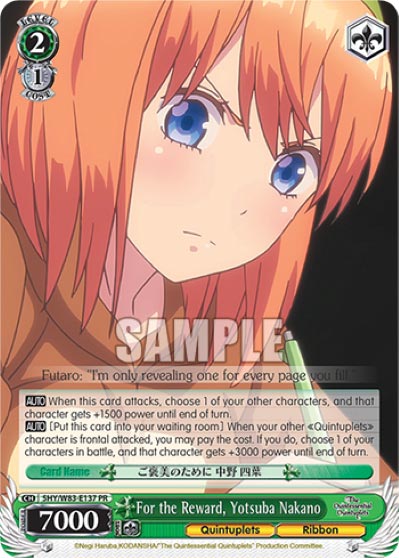 LEVEL
2
1
COST
SAMPLE
Futaro: "I'm only revealing one for every page you fill."
AUTO When this card attacks, choose 1 of your other characters, and that
character gets +1500 power until end of turn.
AUTO [Put this card into your waiting room] When your other «Quintuplets»
character is frontal attacked, you may pay the cost. If you do, choose 1 of your
characters in battle, and that character gets +3000 power until end of turn.
Card Name
ご褒美のために 中野 四葉
CH 5HY/W83-E137 PR
For the Reward, Yotsuba Nakano
The Quintessential Quintuplets
7000
Quintuplets
Ribbon
©Negi Haruba,KODANSHA/"The Quintessential Quintuplets" Production Committee